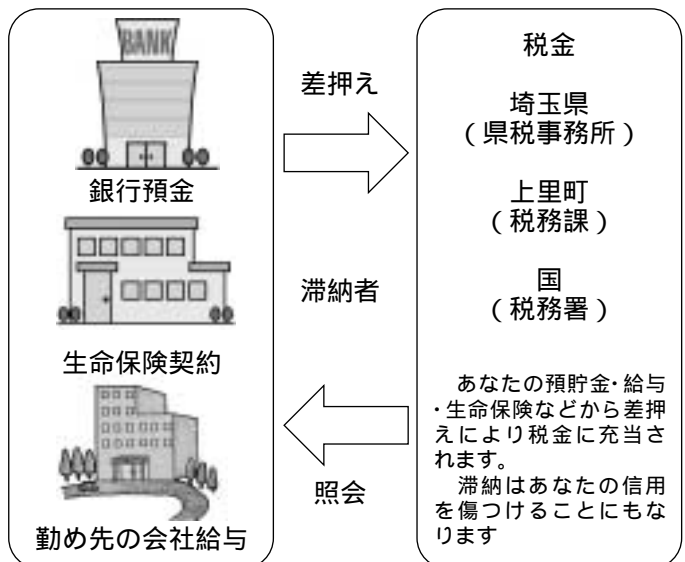 BANK
銀行預金
生命保険契約
勤め先の会社給与
差押え
滞納者
照会
税金
埼玉県
(県税事務所)
上里町
(税務課)
国
(税務署)
あなたの預貯金・給与
・生命保険などから差押
えにより税金に充当さ
れます。
滞納はあなたの信用
を傷つけることにもな
ります